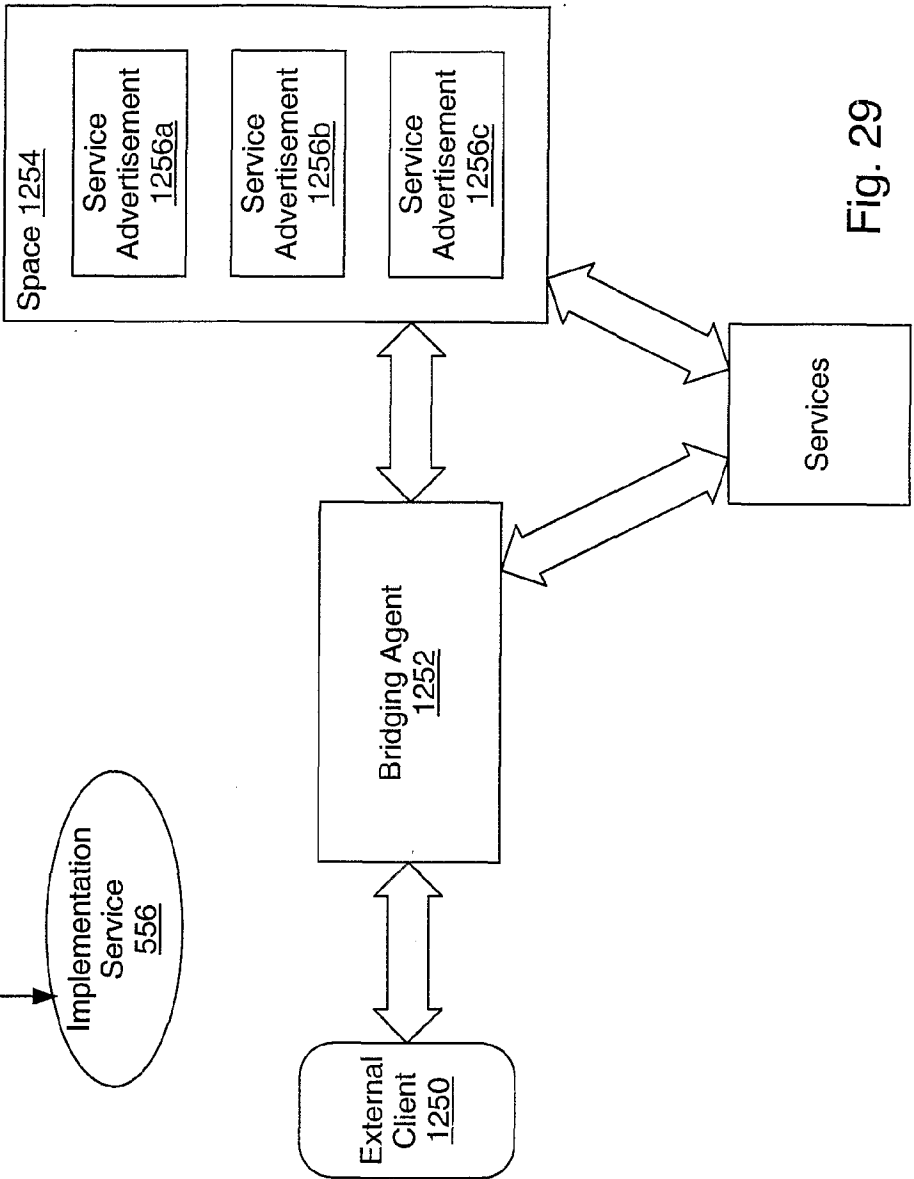 Implementation
Service
556
External
Client
1250
Bridging Agent
1252
Space 1254
Service
Advertisement
1256a
Service
Advertisement
1256b
Service
Advertisement
1256c
Services
Fig. 29